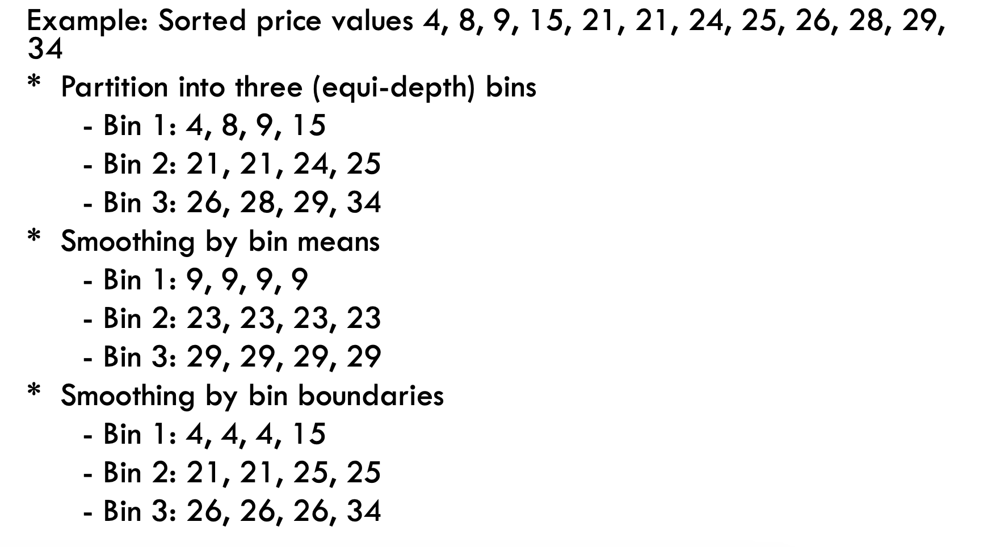 Example: Sorted price values 4, 8, 9, 15, 21, 21, 24, 25, 26, 28, 29,
34
* Partition into three (equi-depth) bins
- Bin 1: 4, 8, 9, 15
- Bin 2: 21, 21, 24, 25
- Bin 3: 26, 28, 29, 34
* Smoothing by bin means
- Bin 1: 9, 9, 9, 9
- Bin 2: 23, 23, 23, 23
- Bin 3: 29, 29, 29, 29
* Smoothing by bin boundaries
- Bin 1: 4, 4, 4, 15
- Bin 2: 21, 21, 25, 25
- Bin 3: 26, 26, 26, 34